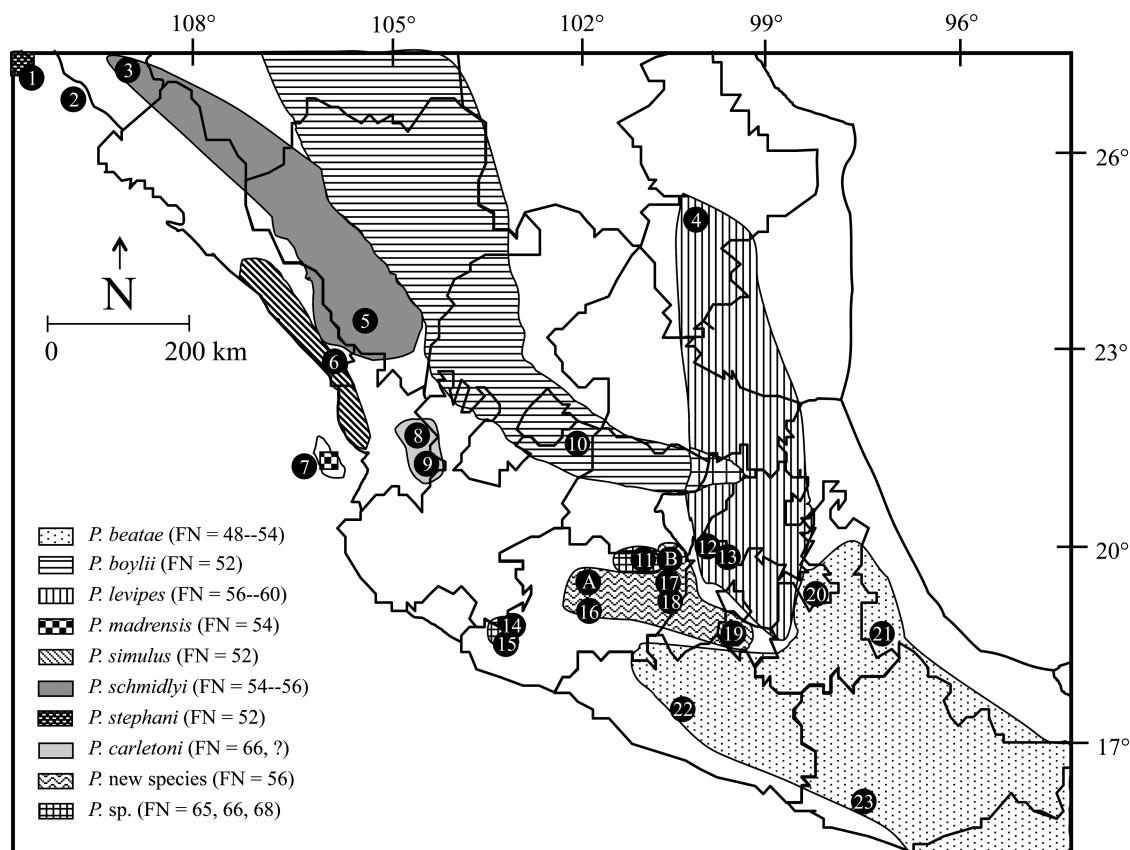 108° 105° 102° 99° 96°
1 2 3
26°
4
N
0 200 km
5
6
23°
7 8 9 10
P. beatae (FN = 48--54)
P. boylii (FN = 52)
P. levipes (FN = 56--60)
P. madrensis (FN = 54)
P. simulus (FN = 52)
P. schmidlyi (FN = 54--56)
P. stephani (FN = 52)
P. carletoni (FN = 66, ?)
P. new species (FN = 56)
P. sp. (FN = 65, 66, 68)
20°
11 B 12 13
A 17 20
16 18
14 19 21
15
22
17°
23